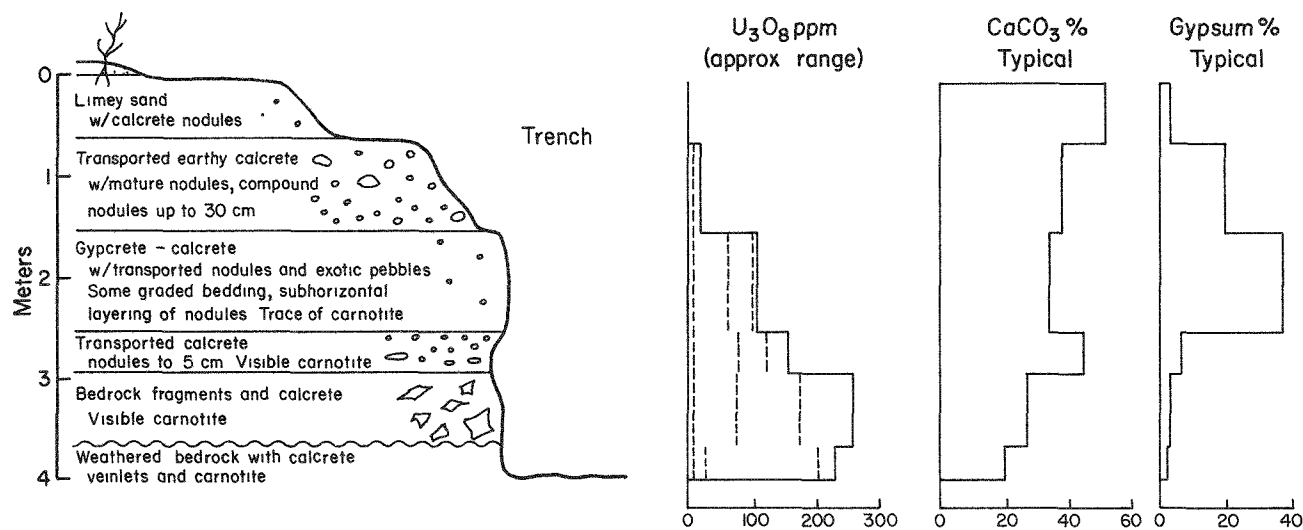 U3O8 ppm
(approx range)
CaCO3 %
Typical
Gypsum %
Typical
Meters
0
1
2
3
4
Limey sand
w/calcrete nodules
Trench
Transported earthy calcrete
w/mature nodules, compound
nodules up to 30 cm
Gypcrete - calcrete
w/transported nodules and exotic pebbles
Some graded bedding, subhorizontal
layering of nodules Trace of carnotite
Transported calcrete
nodules to 5 cm Visible carnotite
Bedrock fragments and calcrete
Visible carnotite
Weathered bedrock with calcrete
veinlets and carnotite
0 100 200 300
0 20 40 60
0 20 40